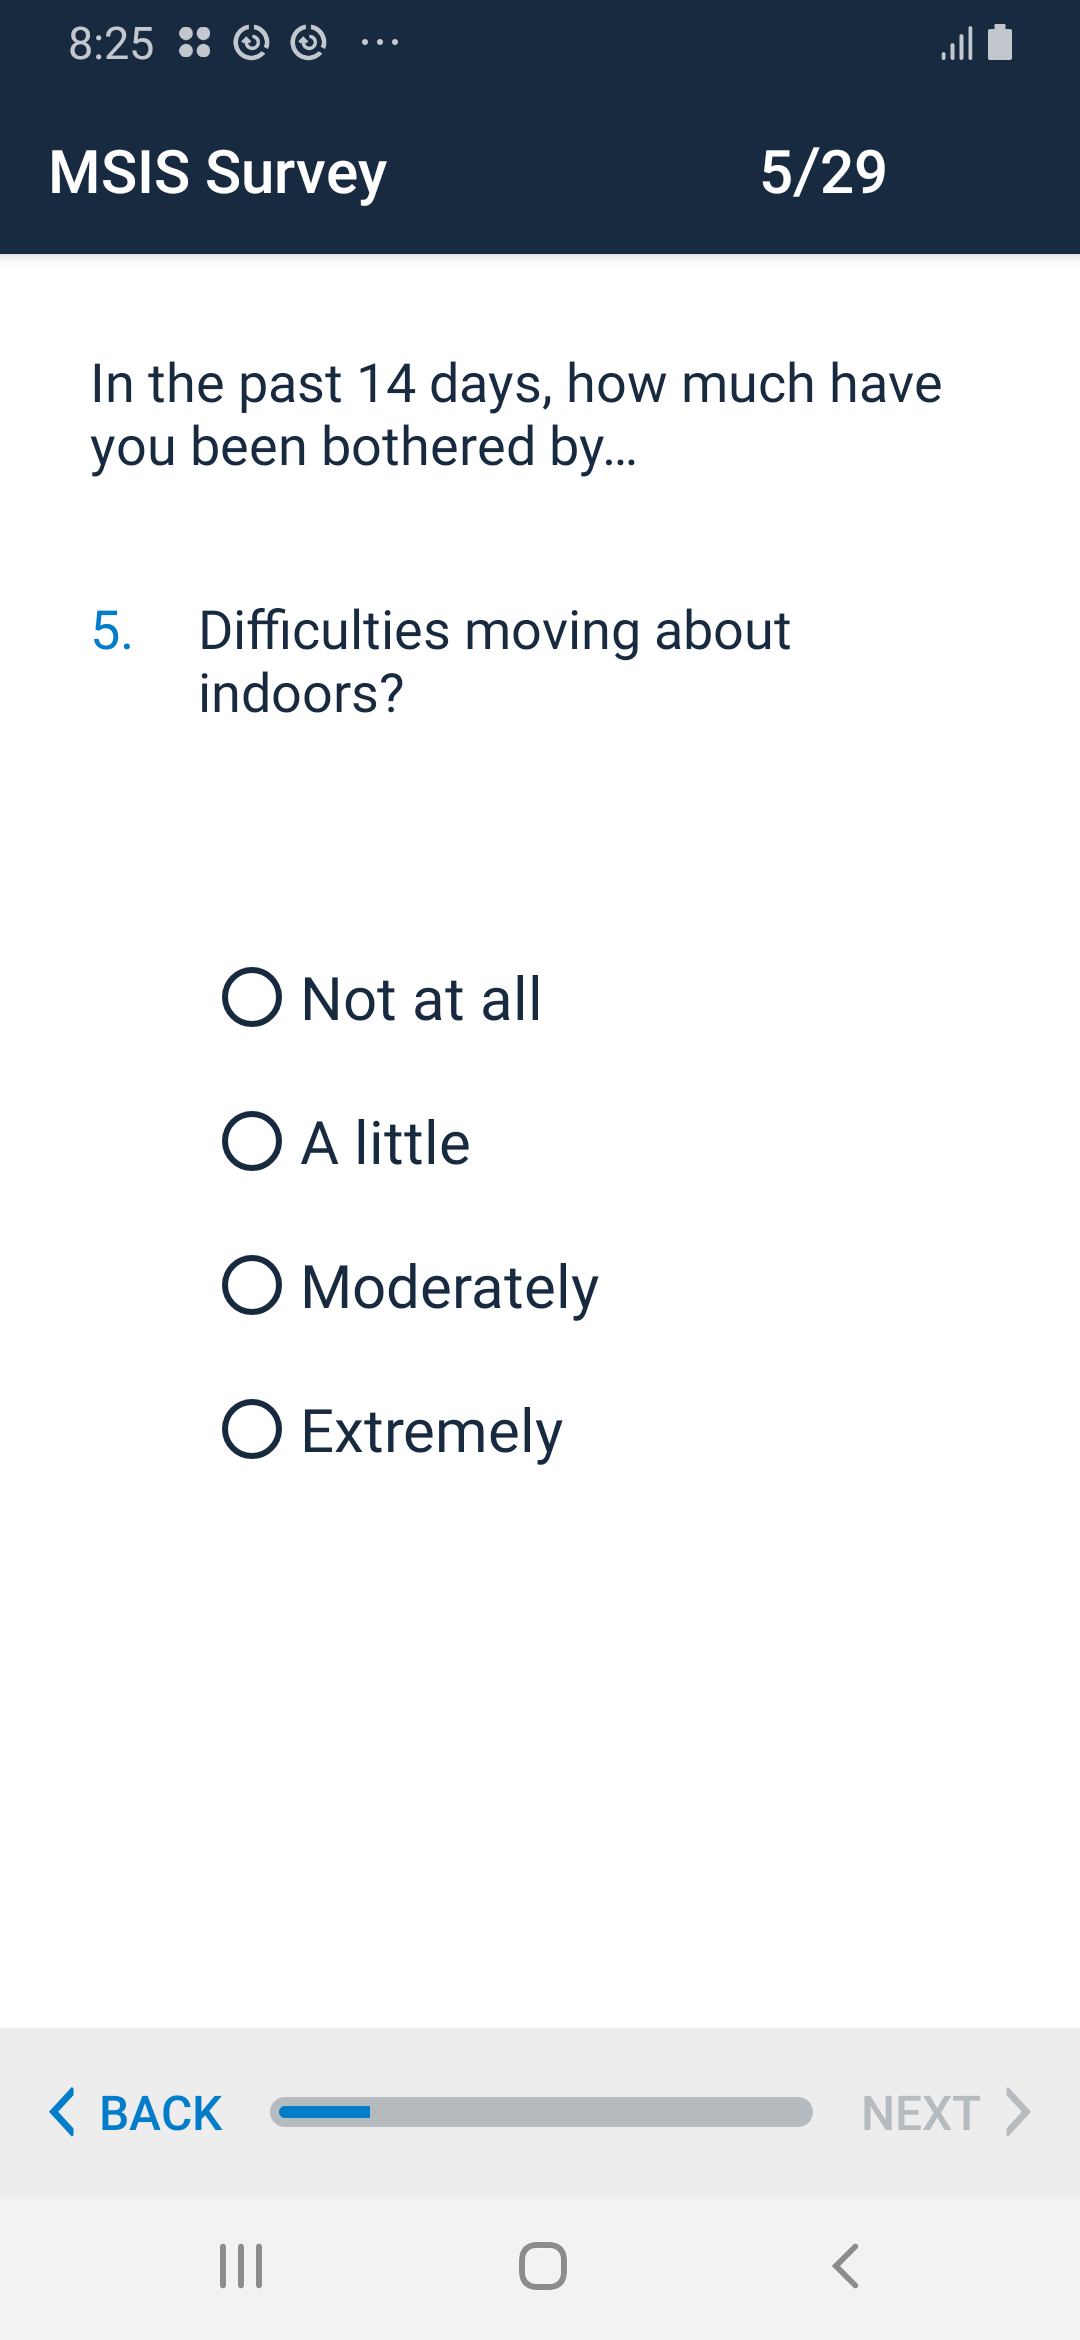 8:25
MSIS Survey 5/29
In the past 14 days, how much have
you been bothered by...
5. Difficulties moving about
indoors?
Not at all
A little
Moderately
Extremely
BACK NEXT